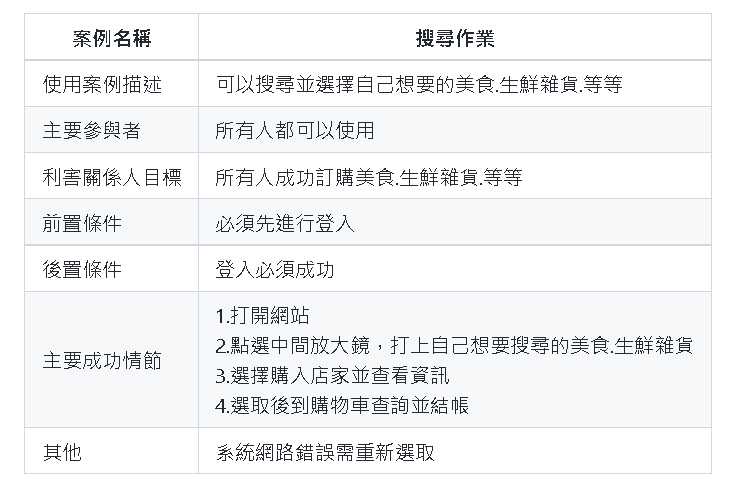 案例名稱 搜尋作業
使用案例描述 可以搜尋並選擇自己想要的美食.生鮮雜貨.等等
主要參與者 所有人都可以使用
利害關係人目標 所有人成功訂購美食.生鮮雜貨.等等
前置條件 必須先進行登入
後置條件 登入必須成功
主要成功情節
1.打開網站
2.點選中間放大鏡，打上自己想要搜尋的美食.生鮮雜貨
3.選擇購入店家並查看資訊
4.選取後到購物車查詢並結帳
其他 系統網路錯誤需重新選取